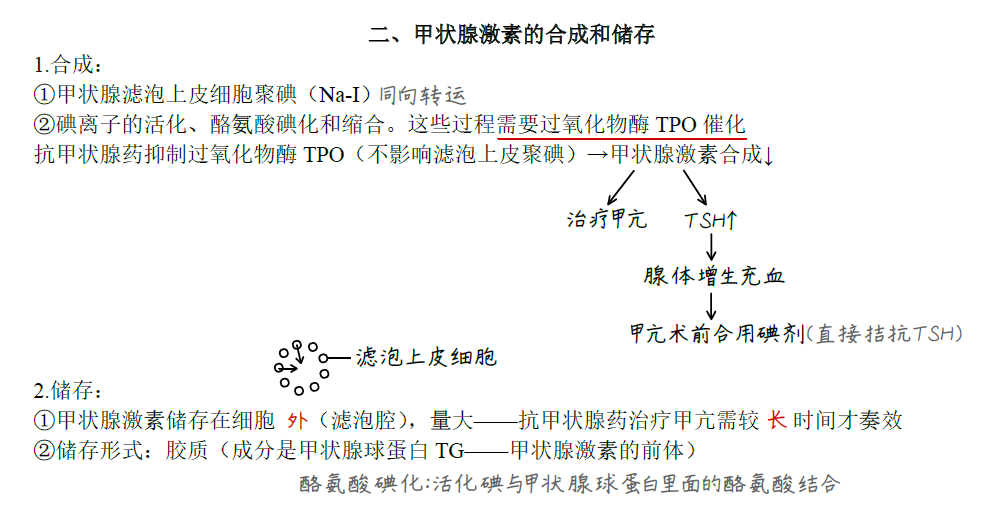 二、甲状腺激素的合成和储存
1.合成：
①甲状腺滤泡上皮细胞聚碘（Na-I）同向转运
②碘离子的活化、酪氨酸碘化和缩合。这些过程需要过氧化物酶 TPO 催化
抗甲状腺药抑制过氧化物酶 TPO（不影响滤泡上皮聚碘）→甲状腺激素合成↓
治疗甲亢 TSH↑
腺体增生充血
甲亢术前合用碘剂(直接拮抗TSH)
滤泡上皮细胞
2.储存：
①甲状腺激素储存在细胞 外（滤泡腔），量大——抗甲状腺药治疗甲亢需较 长 时间才奏效
②储存形式：胶质（成分是甲状腺球蛋白 TG——甲状腺激素的前体）
酪氨酸碘化:活化碘与甲状腺球蛋白里面的酪氨酸结合